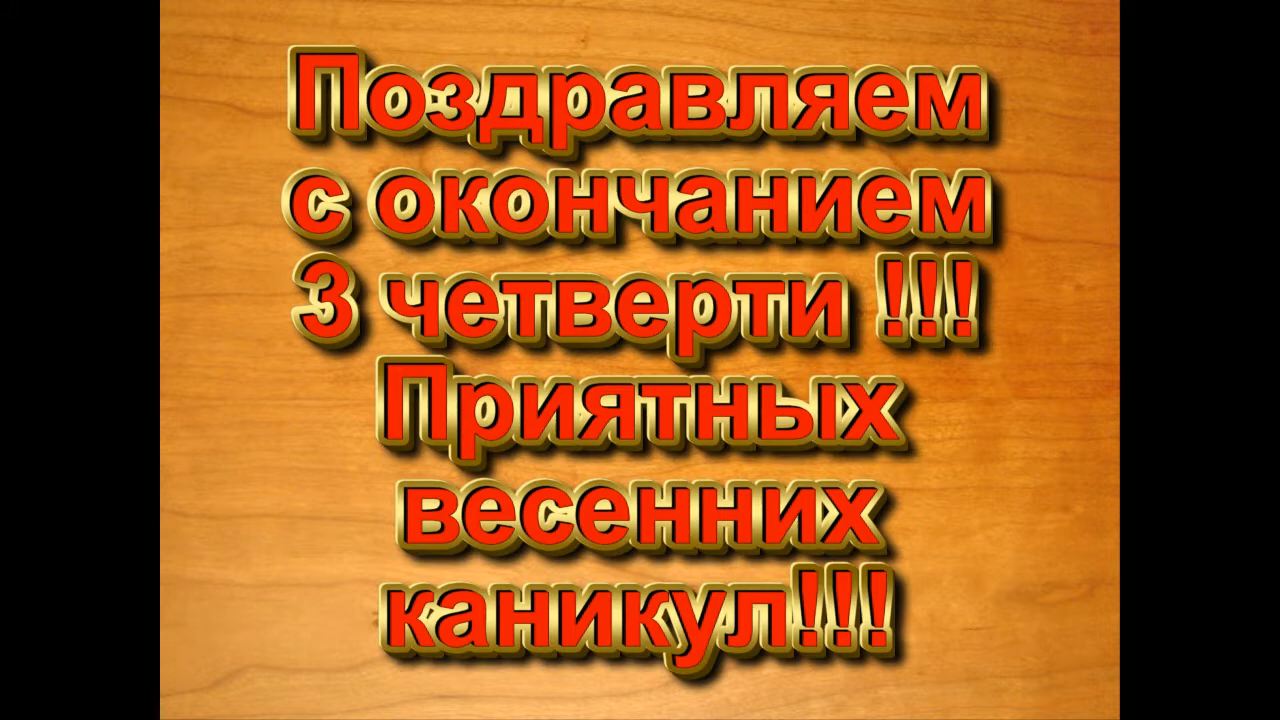 Поздравляем
с окончанием
3 четверти !!!
Приятных
весенних
каникул!!!